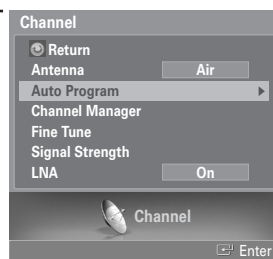 Channel
Return
Antenna Air
Auto Program
Channel Manager
Fine Tune
Signal Strength
LNA On
Channel
Enter